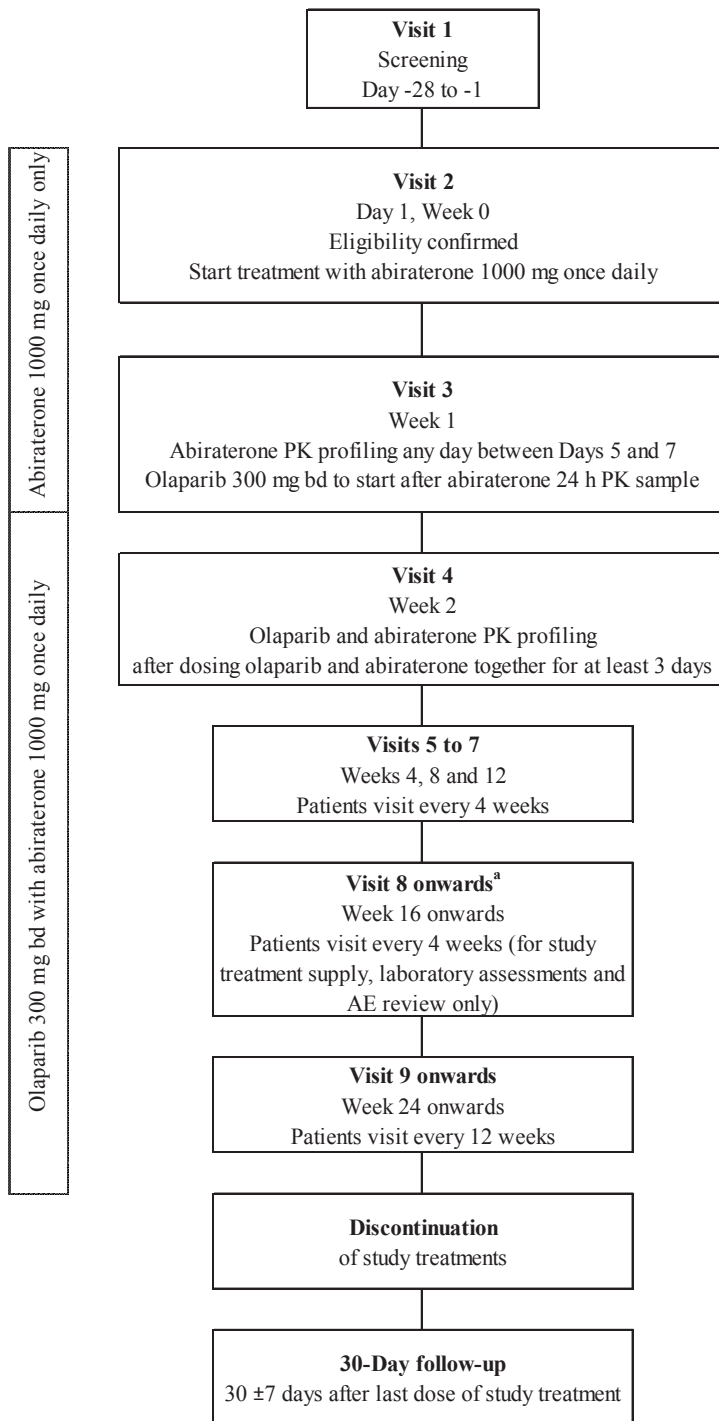 Visit 1
Screening
Day -28 to -1
Abiraterone 1000 mg once daily only
Visit 2
Day 1, Week 0
Eligibility confirmed
Start treatment with abiraterone 1000 mg once daily
Visit 3
Week 1
Abiraterone PK profiling any day between Days 5 and 7
Olaparib 300 mg bd to start after abiraterone 24 h PK sample
Olaparib 300 mg bd with abiraterone 1000 mg once daily
Visit 4
Week 2
Olaparib and abiraterone PK profiling
after dosing olaparib and abiraterone together for at least 3 days
Visits 5 to 7
Weeks 4, 8 and 12
Patients visit every 4 weeks
Visit 8 onwardsª
Week 16 onwards
Patients visit every 4 weeks (for study
treatment supply, laboratory assessments and
AE review only)
Visit 9 onwards
Week 24 onwards
Patients visit every 12 weeks
Discontinuation
of study treatments
30-Day follow-up
30 ±7 days after last dose of study treatment